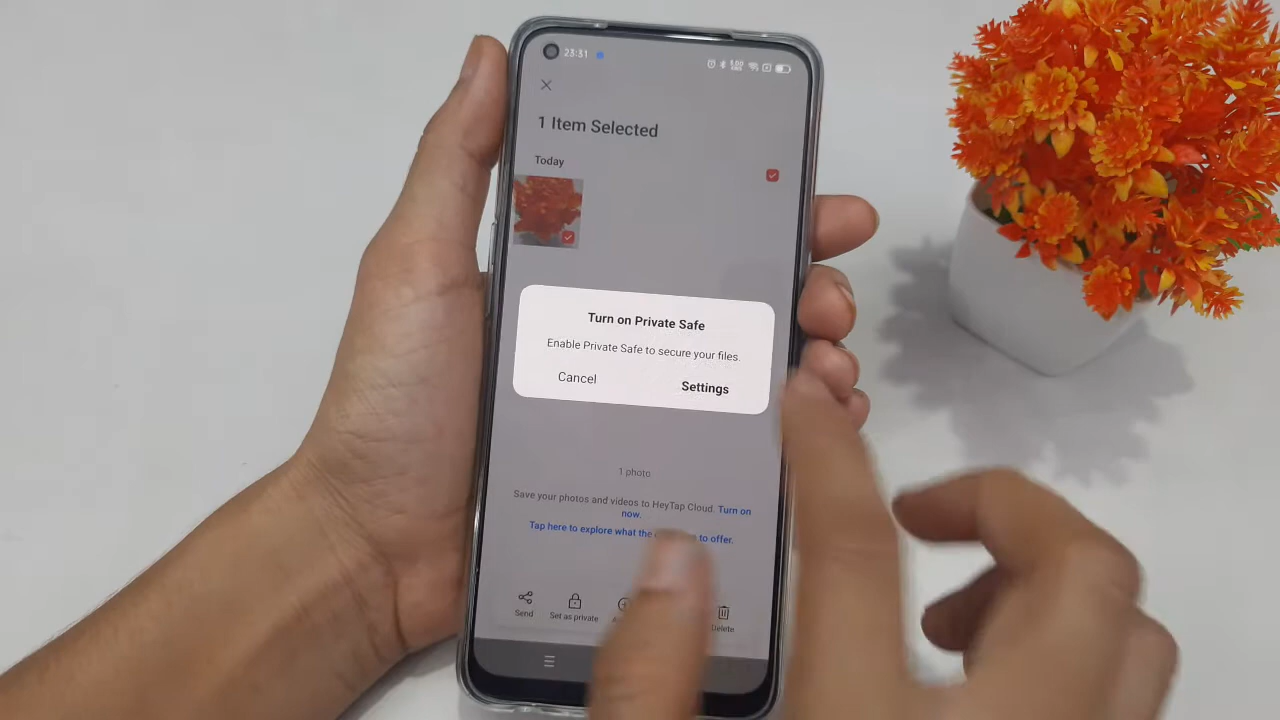 23:31
1 Item Selected
Today
Turn on Private Safe
Enable Private Safe to secure your files.
Cancel
Settings
1 photo
Save your photos and videos to HeyTap Cloud. Turn on
now.
Tap here to explore what the to offer.
Send
Set as private
Delete